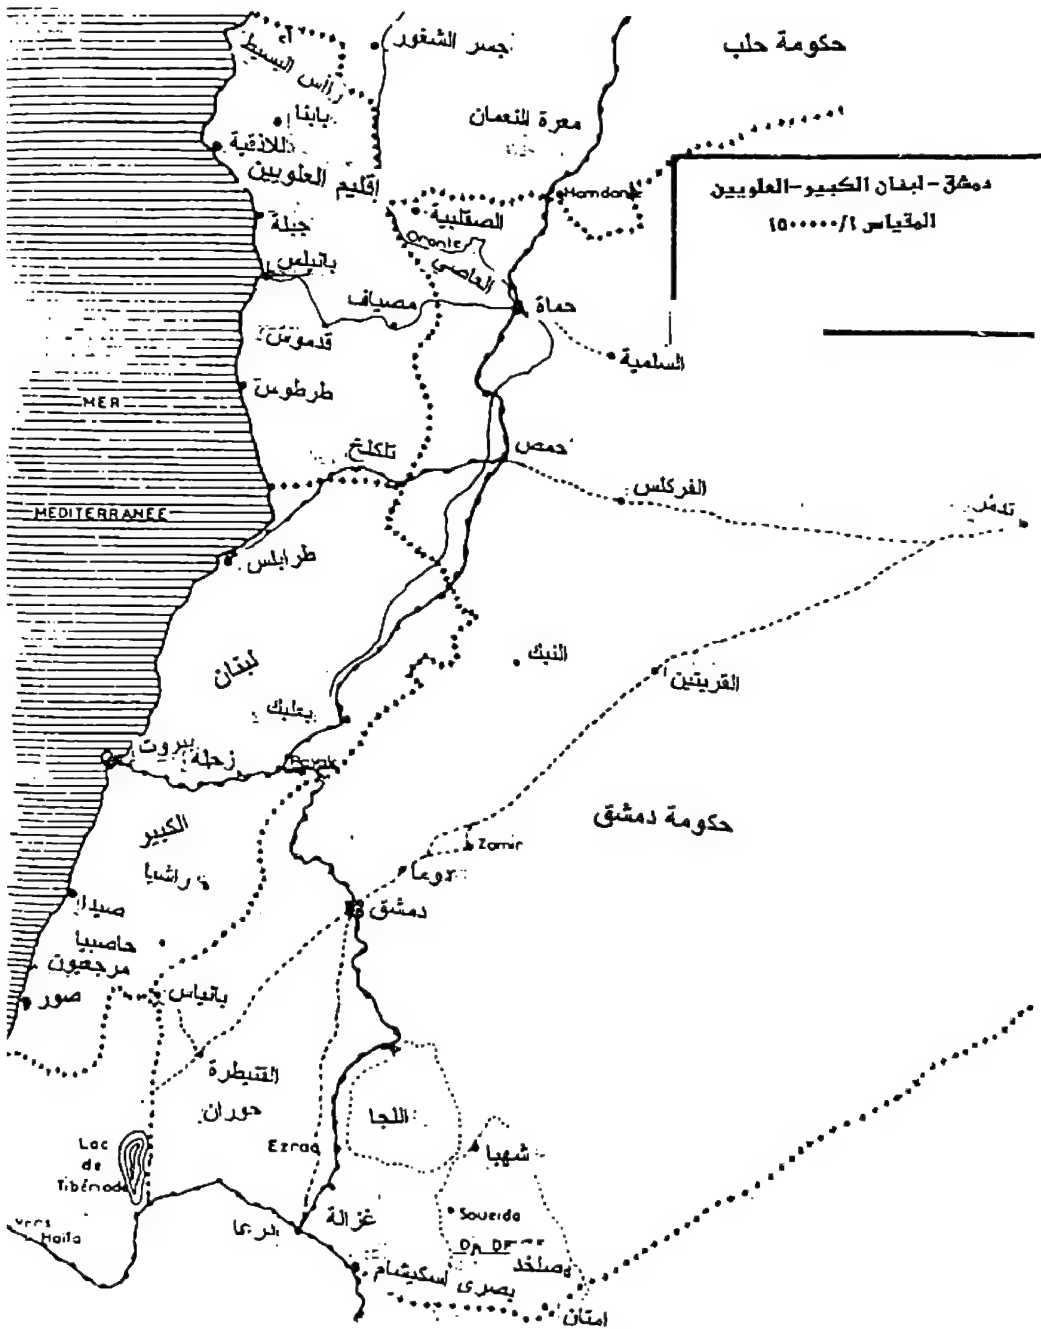 جسر الشغور
حكومة حلب
رأس البسيط
بابنا
معرة النعمان
اللاذقية
اقليم العلويين
Hamdan
دمشق-لبنان الكبير-العلويين
المقياس ١/١٥٠٠٠٠٠
الصقلبية
جبلة
Oronte
العاصي
بانياس
مصياف
حماة
قدموس
السلمية
طرطوس
MER
تلكلخ
حمص
الفركلس
تدمر
MEDITERRANÉE
طرابلس
لبنان
النبك
القريتين
بعلبك
بيروت
زحلة
Rayak
الكبير
حكومة دمشق
Zamir
راشيا
دوما
صيدا
دمشق
حاصبيا
مرجعيون
بانياس
صور
القنيطرة
حوران
اللجا
Ezraa
شهبا
Lac
de
Tibériade
غزالة
Soueida
Vers
Haifa
درعا
صلخد
بصرى اسكيشام
امتان